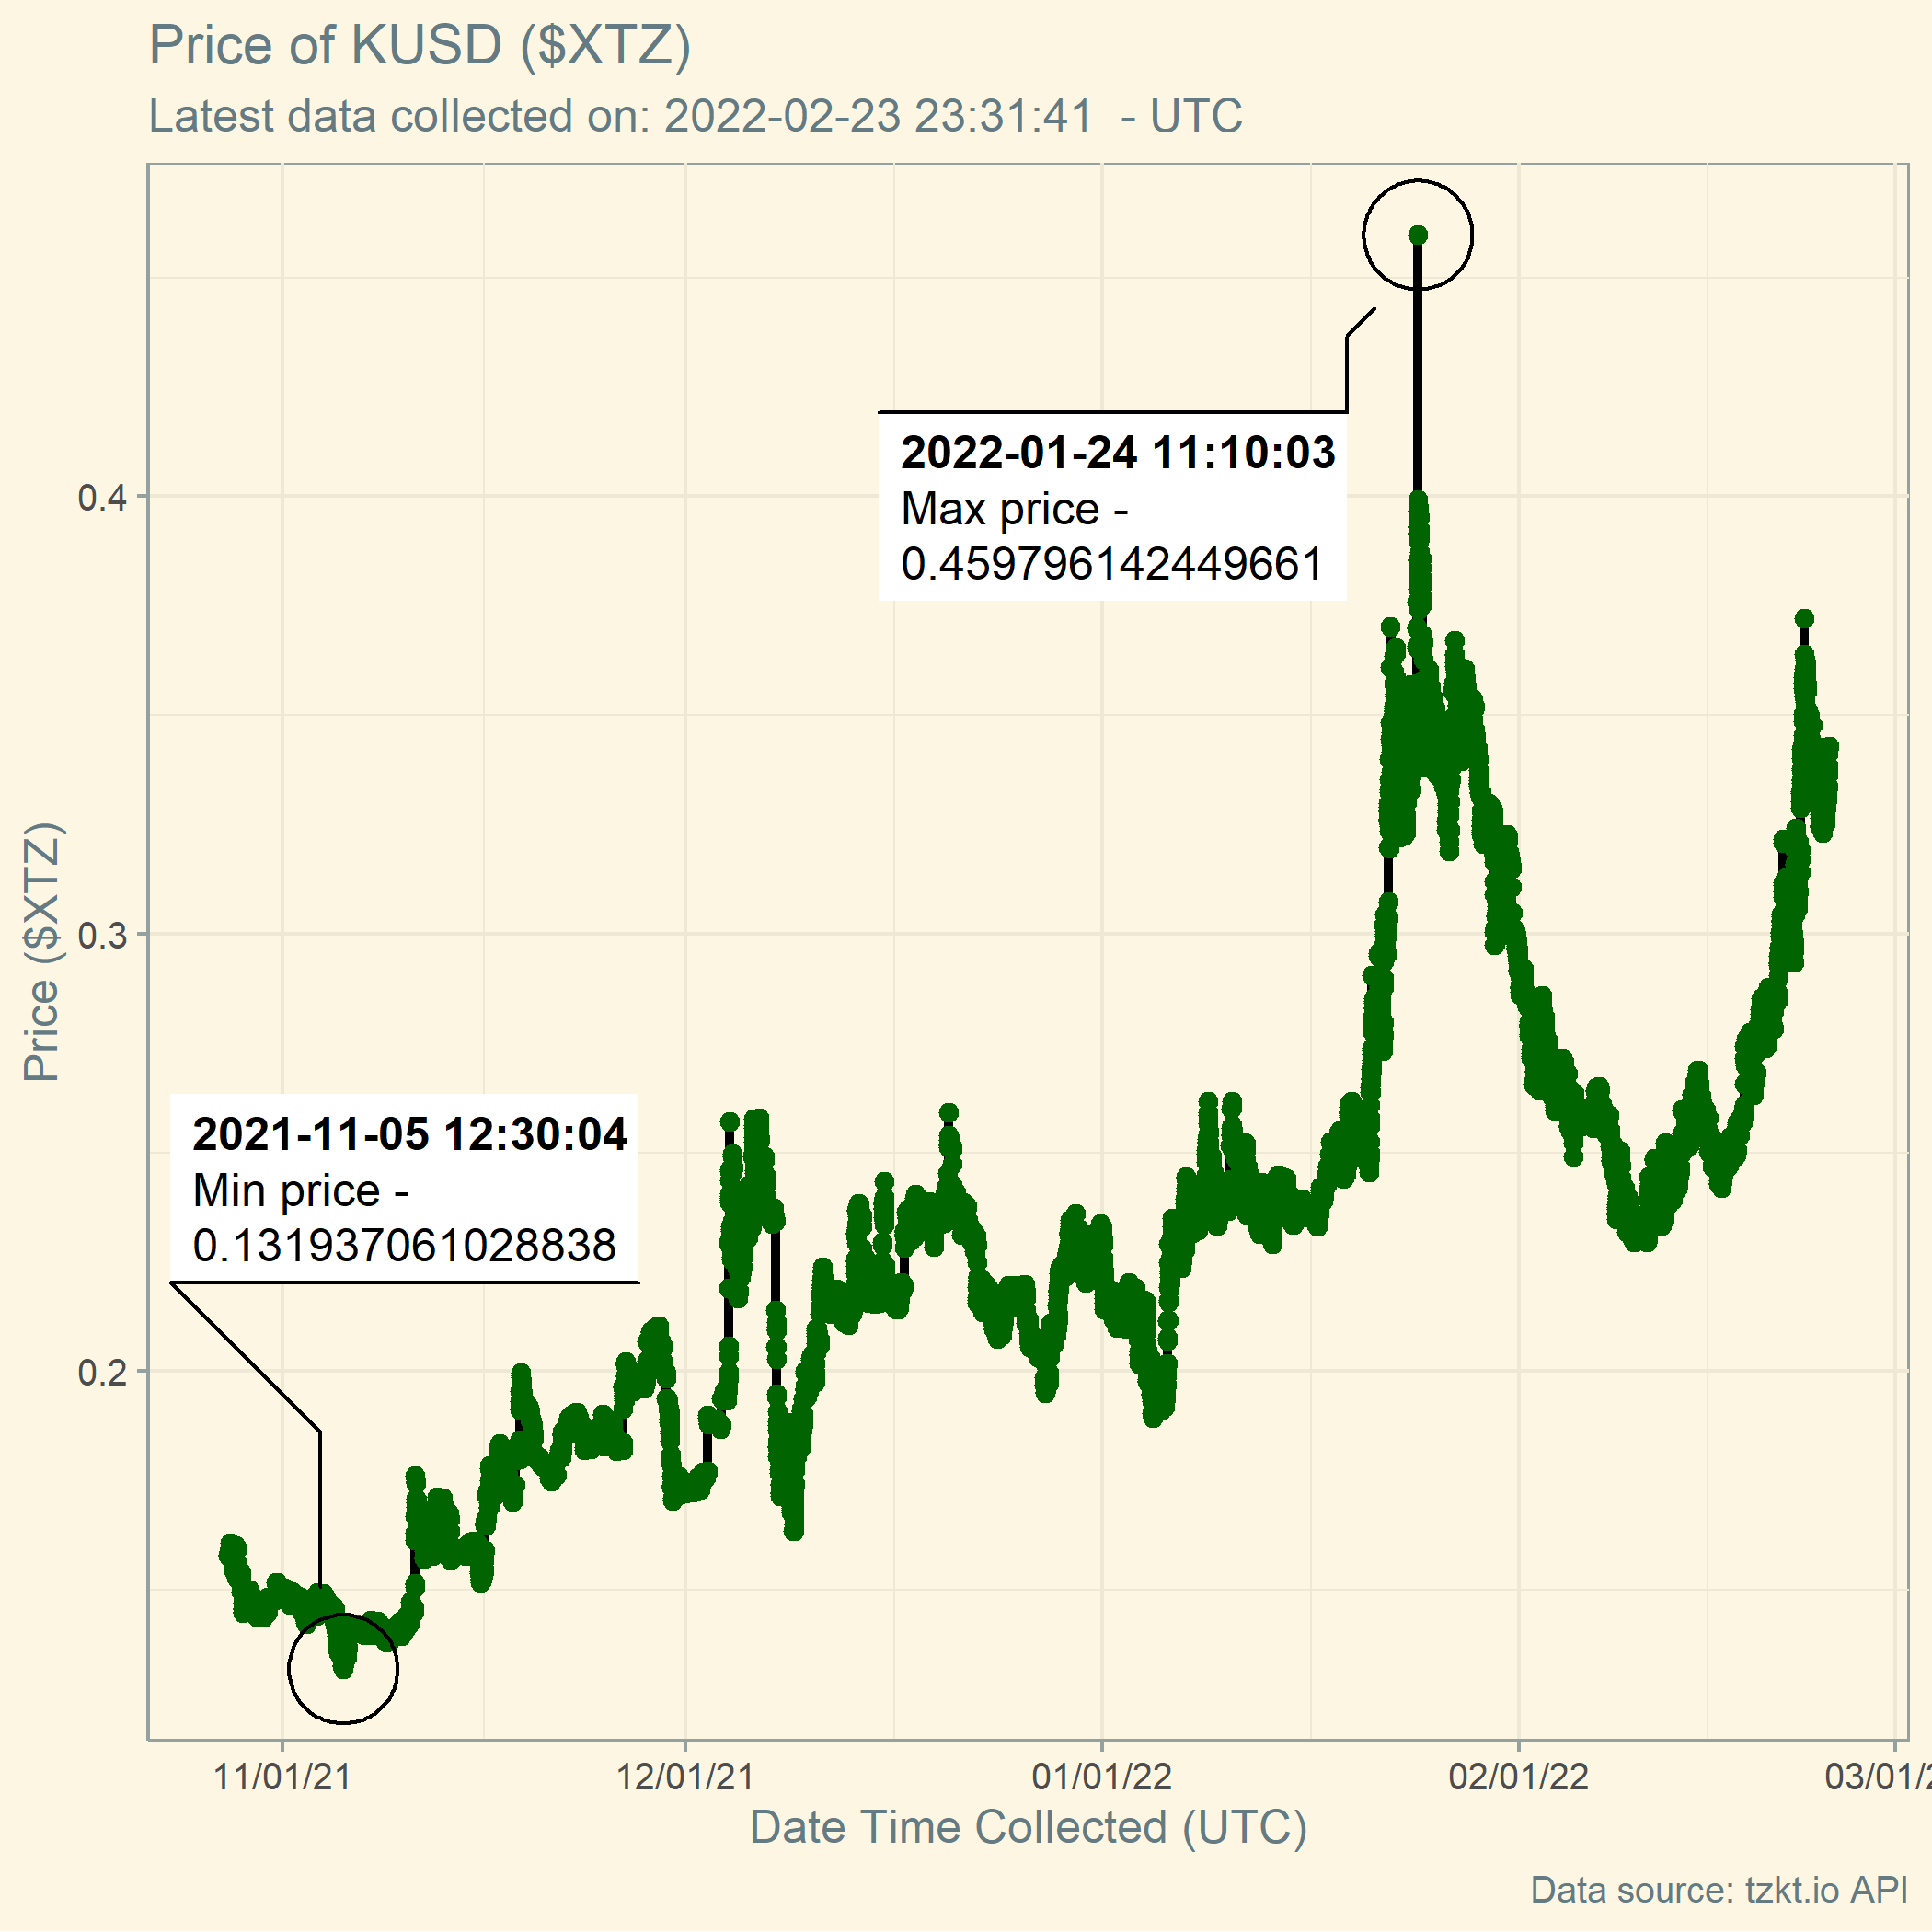 Price of KUSD ($XTZ)
Latest data collected on: 2022-02-23 23:31:41  - UTC
2022-01-24 11:10:03
Max price -
0.459796142449661
2021-11-05 12:30:04
Min price -
0.131937061028838
Price ($XTZ)
0.4
0.3
0.2
11/01/21
12/01/21
01/01/22
02/01/22
03/01/2
Date Time Collected (UTC)
Data source: tzkt.io API